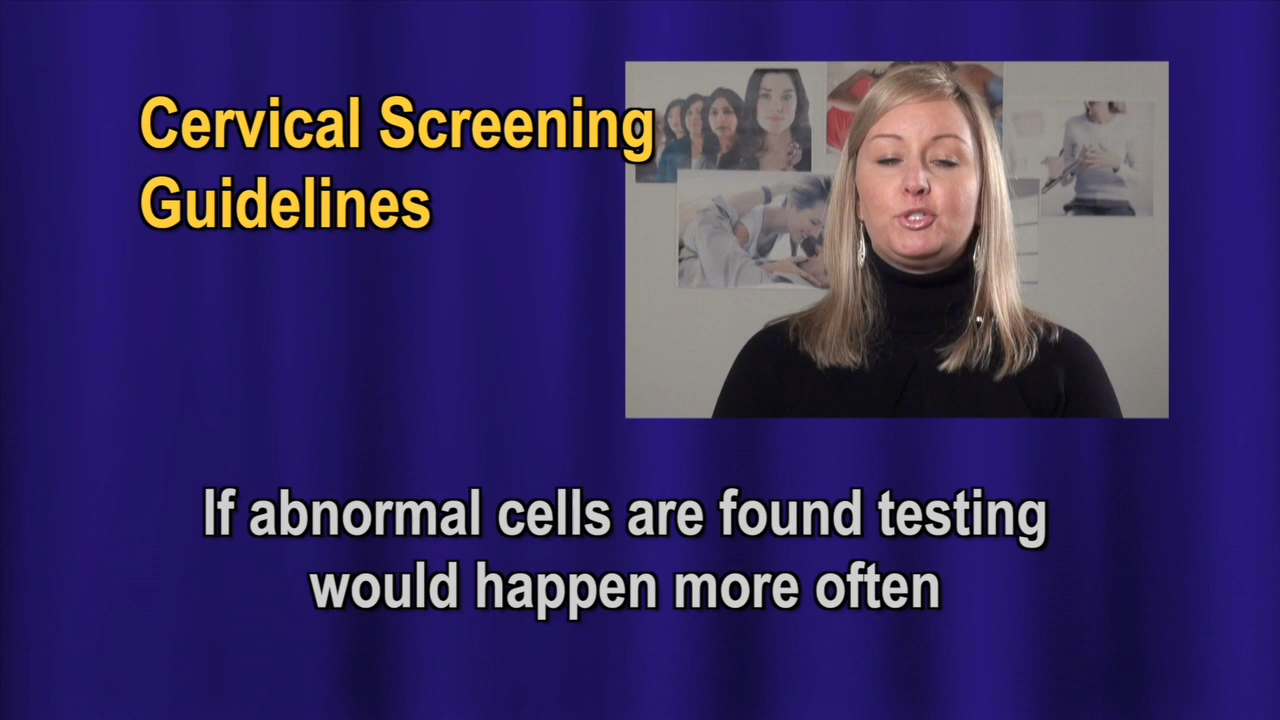 Cervical Screening
Guidelines
If abnormal cells are found testing
would happen more often